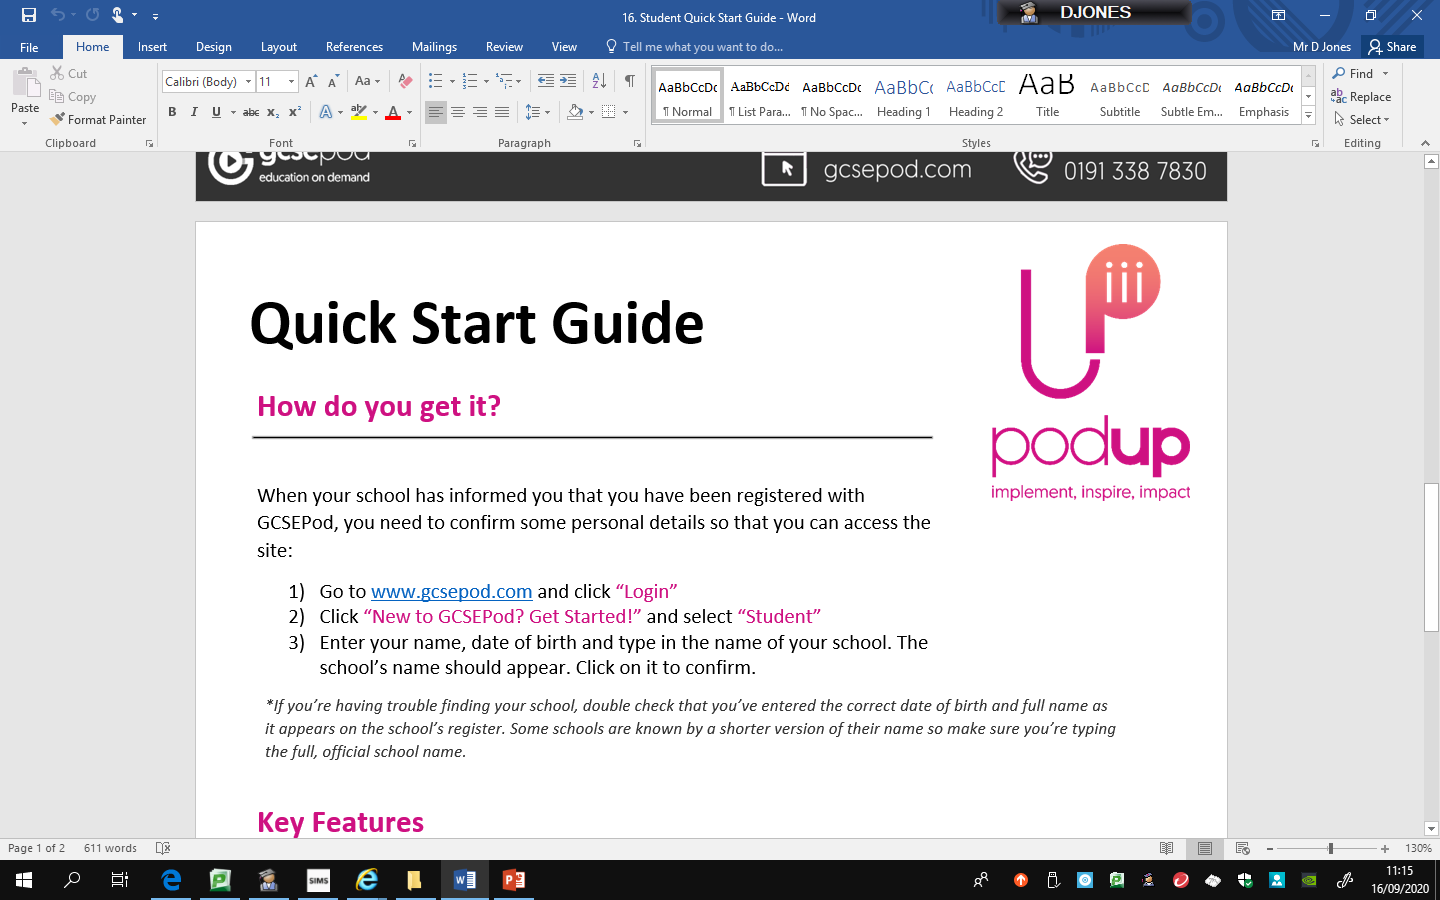 16. Student Quick Start Guide - Word
DJONES
File Home Insert Design Layout References Mailings Review View Tell me what you want to do...
Mr D Jones Share
Paste
Cut
Copy
Format Painter
Clipboard
Calibri (Body) 11
Aa
B I U abc x2 x2 A ab A
Font
Paragraph
AaBbCcDc AaBbCcDd AaBbCcDc AaBbCc AaBbCcD AaB AaBbCcD AaBbCcDc AaBbCcDc
¶ Normal ¶ List Para... ¶ No Spac... Heading 1 Heading 2 Title Subtitle Subtle Em... Emphasis
Styles
Find
Replace
Select
Editing
gcsepod
education on demand
gcsepod.com
0191 338 7830
Quick Start Guide
How do you get it?
iii
podup
implement, inspire, impact
When your school has informed you that you have been registered with
GCSEPod, you need to confirm some personal details so that you can access the
site:
1) Go to www.gcsepod.com and click “Login”
2) Click “New to GCSEPod? Get Started!” and select “Student”
3) Enter your name, date of birth and type in the name of your school. The
school’s name should appear. Click on it to confirm.
*If you’re having trouble finding your school, double check that you’ve entered the correct date of birth and full name as
it appears on the school’s register. Some schools are known by a shorter version of their name so make sure you’re typing
the full, official school name.
Key Features
Page 1 of 2 611 words
130%
SIMS
11:15
16/09/2020